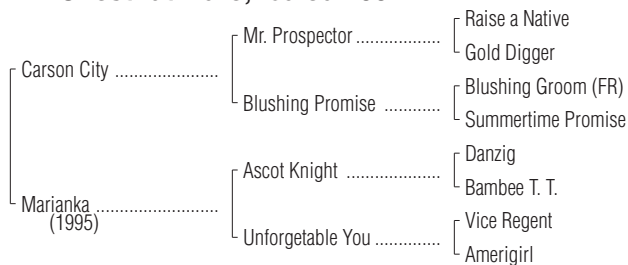 Raise a Native
Mr. Prospector ...................
Gold Digger
Carson City .......................
Blushing Groom (FR)
Blushing Promise ............
Summertime Promise
Danzig
Ascot Knight .....................
Bambee T. T.
Marianka ...........................
(1995)
Vice Regent
Unforgetable You ..............
Amerigirl